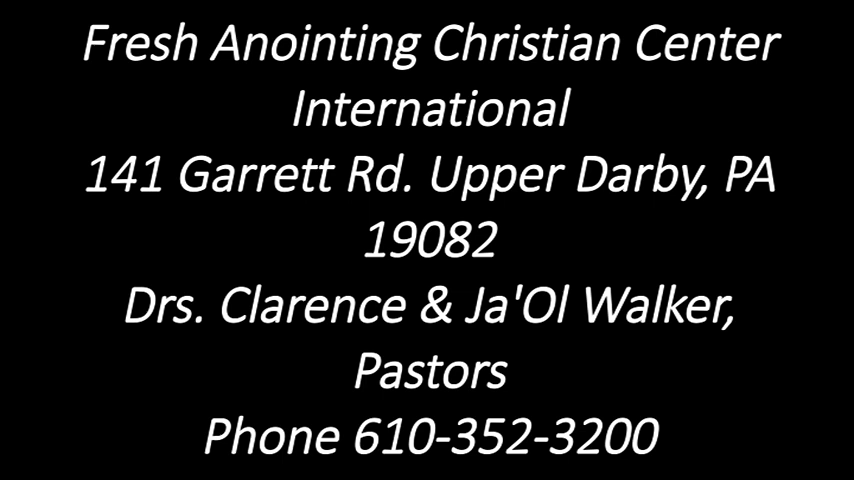 Fresh Anointing Christian Center
International
141 Garrett Rd. Upper Darby, PA
19082
Drs. Clarence & Ja'Ol Walker,
Pastors
Phone 610-352-3200